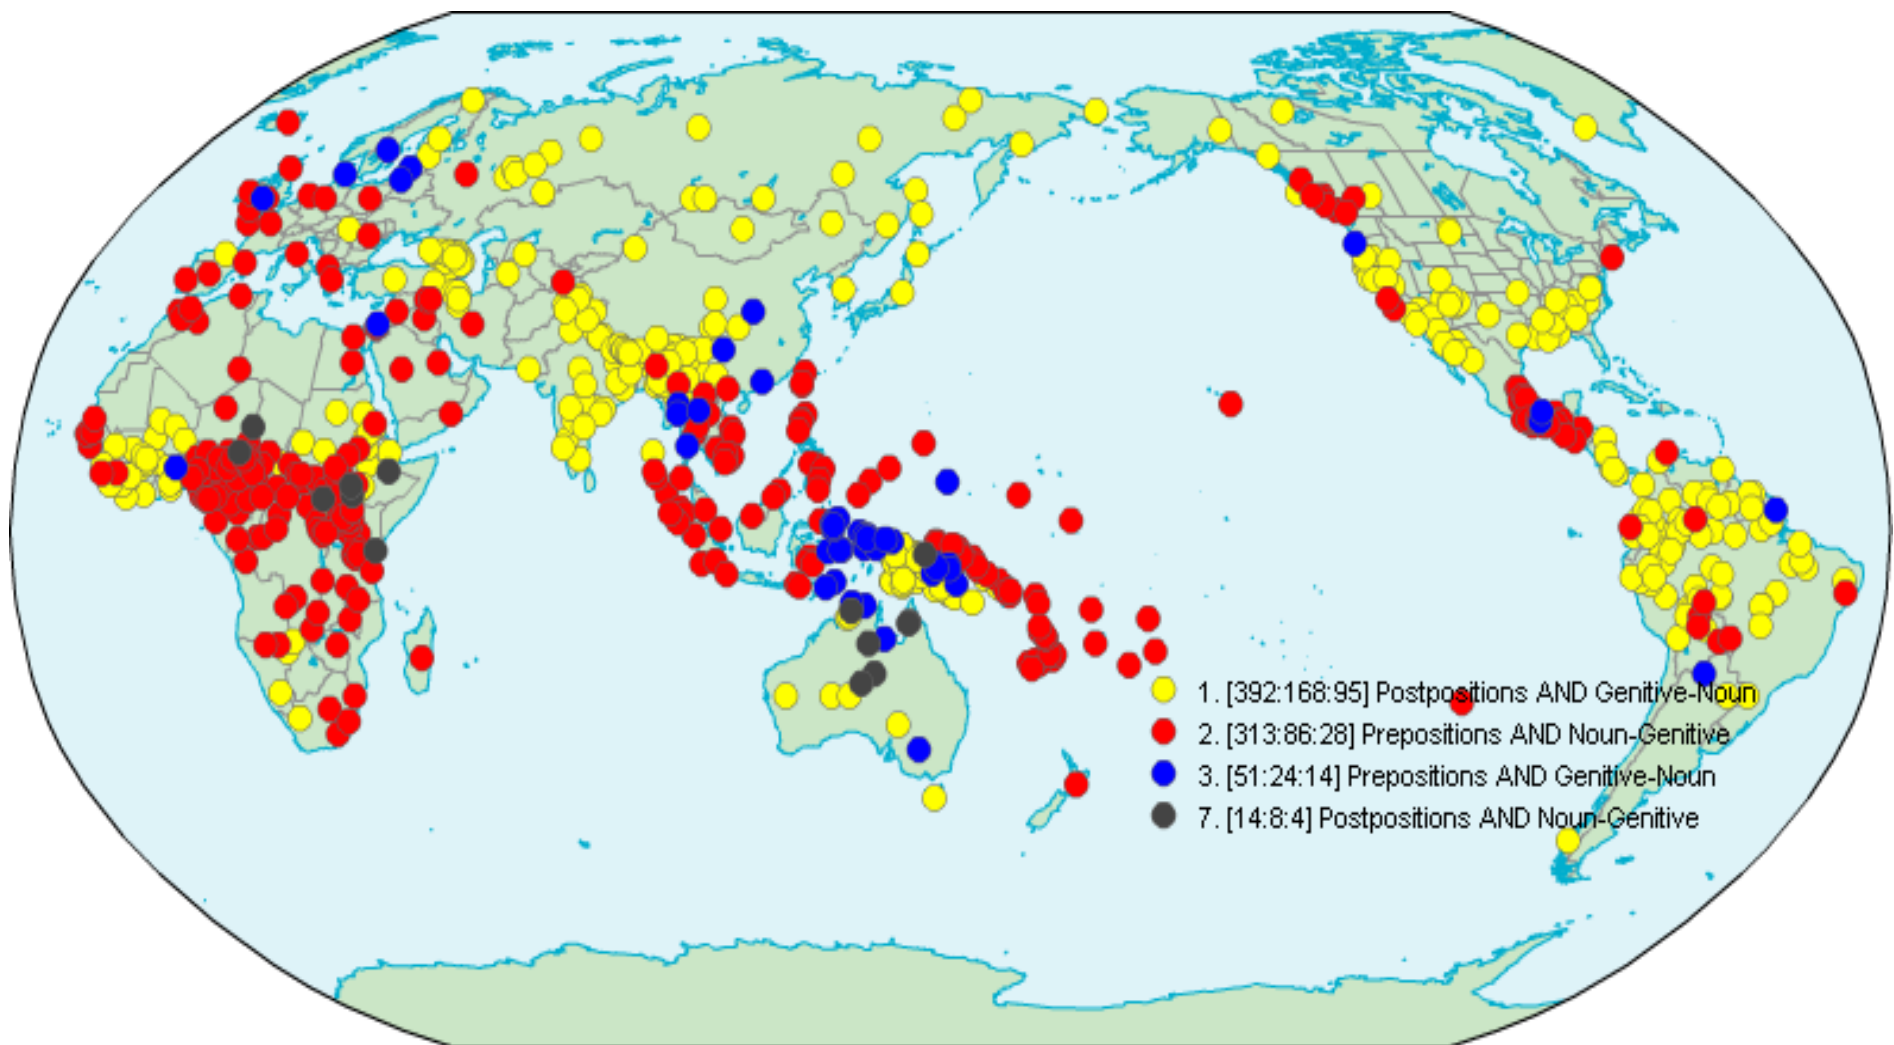 1. [392:168:95] Postpositions AND Genitive-Noun
2. [313:86:28] Prepositions AND Noun-Genitive
3. [51:24:14] Prepositions AND Genitive-Noun
7. [14:8:4] Postpositions AND Noun-Genitive